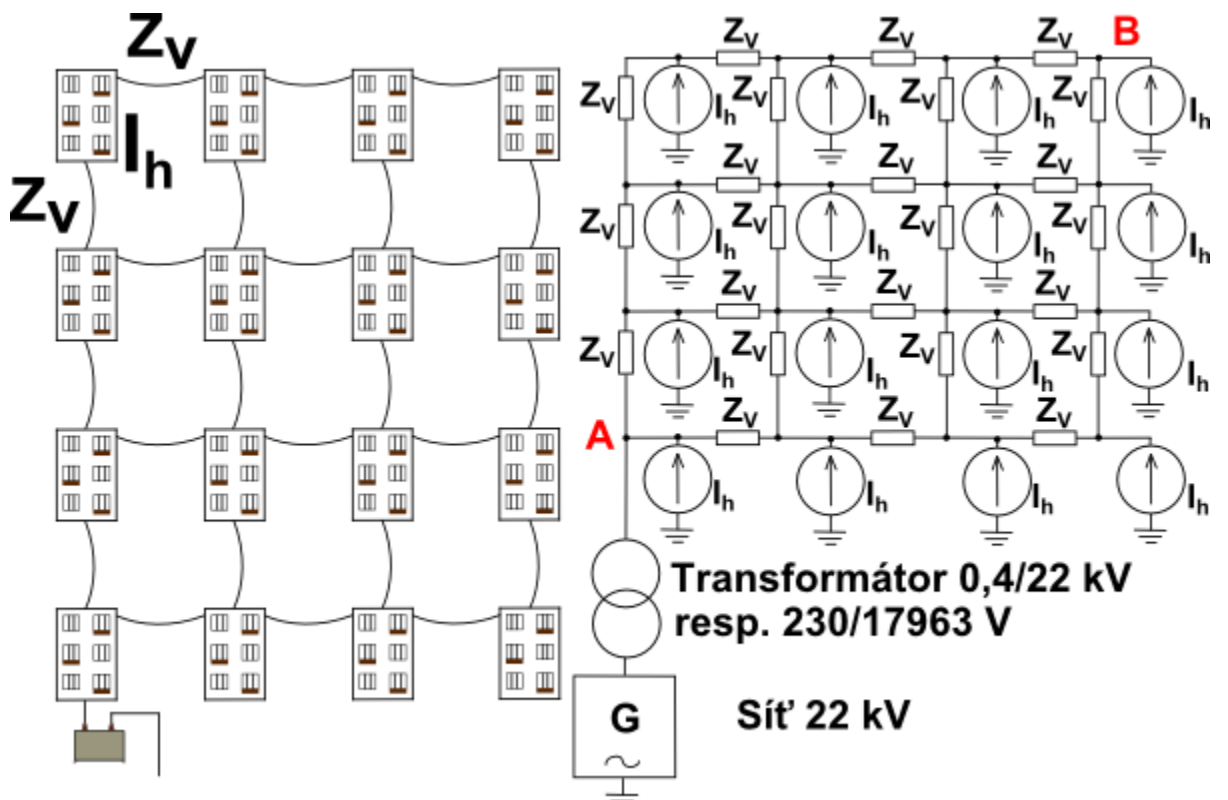 Zv
Ih
Zv
Zv Zv Zv B
Zv Ih Zv Ih Zv Ih Zv Ih
Zv Zv Zv
Zv Ih Zv Ih Zv Ih Zv Ih
Zv Zv Zv
Zv Ih Zv Ih Zv Ih Zv Ih
A Zv Zv Zv
Ih Ih Ih Ih
Transformátor 0,4/22 kV
resp. 230/17963 V
G
Síť 22 kV